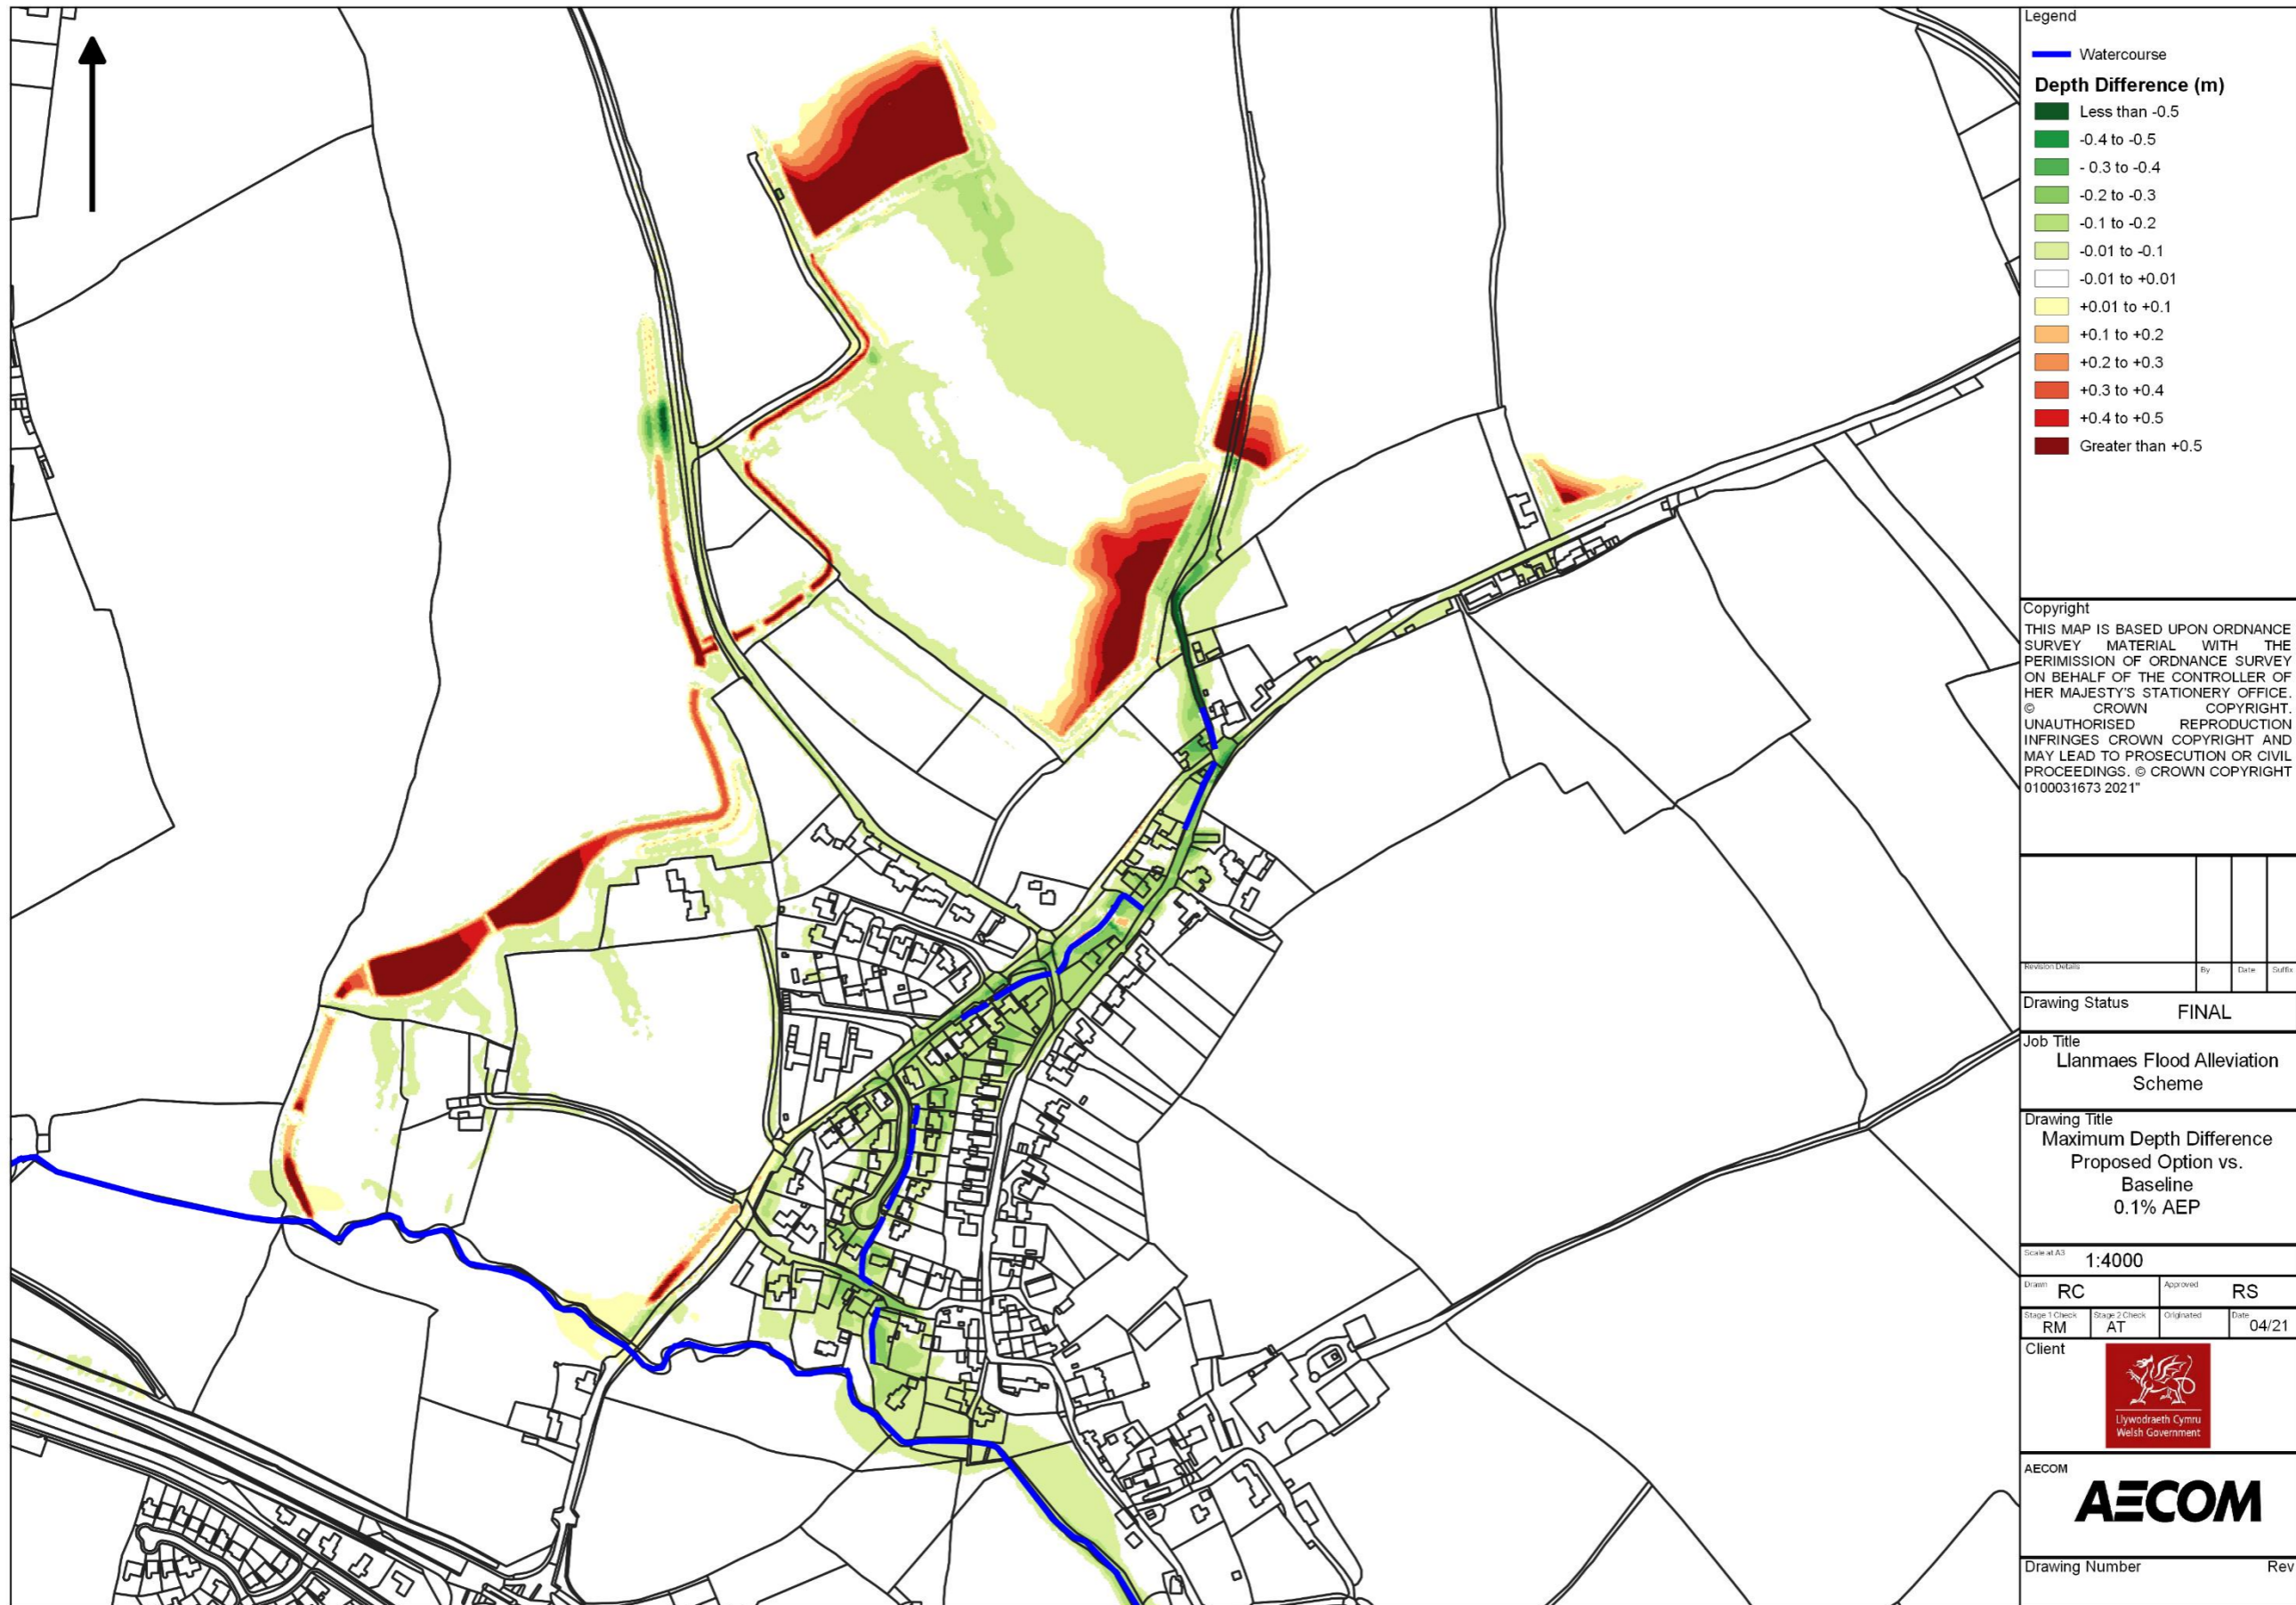 Legend
Watercourse
Depth Difference (m)
Less than -0.5
-0.4 to -0.5
- 0.3 to -0.4
-0.2 to -0.3
-0.1 to -0.2
-0.01 to -0.1
-0.01 to +0.01
+0.01 to +0.1
+0.1 to +0.2
+0.2 to +0.3
+0.3 to +0.4
+0.4 to +0.5
Greater than +0.5
Copyright
THIS MAP IS BASED UPON ORDNANCE
SURVEY MATERIAL WITH THE
PERIMISSION OF ORDNANCE SURVEY
ON BEHALF OF THE CONTROLLER OF
HER MAJESTY'S STATIONERY OFFICE.
© CROWN COPYRIGHT.
UNAUTHORISED REPRODUCTION
INFRINGES CROWN COPYRIGHT AND
MAY LEAD TO PROSECUTION OR CIVIL
PROCEEDINGS. © CROWN COPYRIGHT
0100031673 2021"
Revision Details By Date Suffix
Drawing Status
FINAL
Job Title
Llanmaes Flood Alleviation
Scheme
Drawing Title
Maximum Depth Difference
Proposed Option vs.
Baseline
0.1% AEP
Scale at A3 1:4000
Drawn RC Approved RS
Stage 1 Check RM Stage 2 Check AT Originated Date 04/21
Client
Llywodraeth Cymru
Welsh Government
AECOM
AECOM
Drawing Number Rev